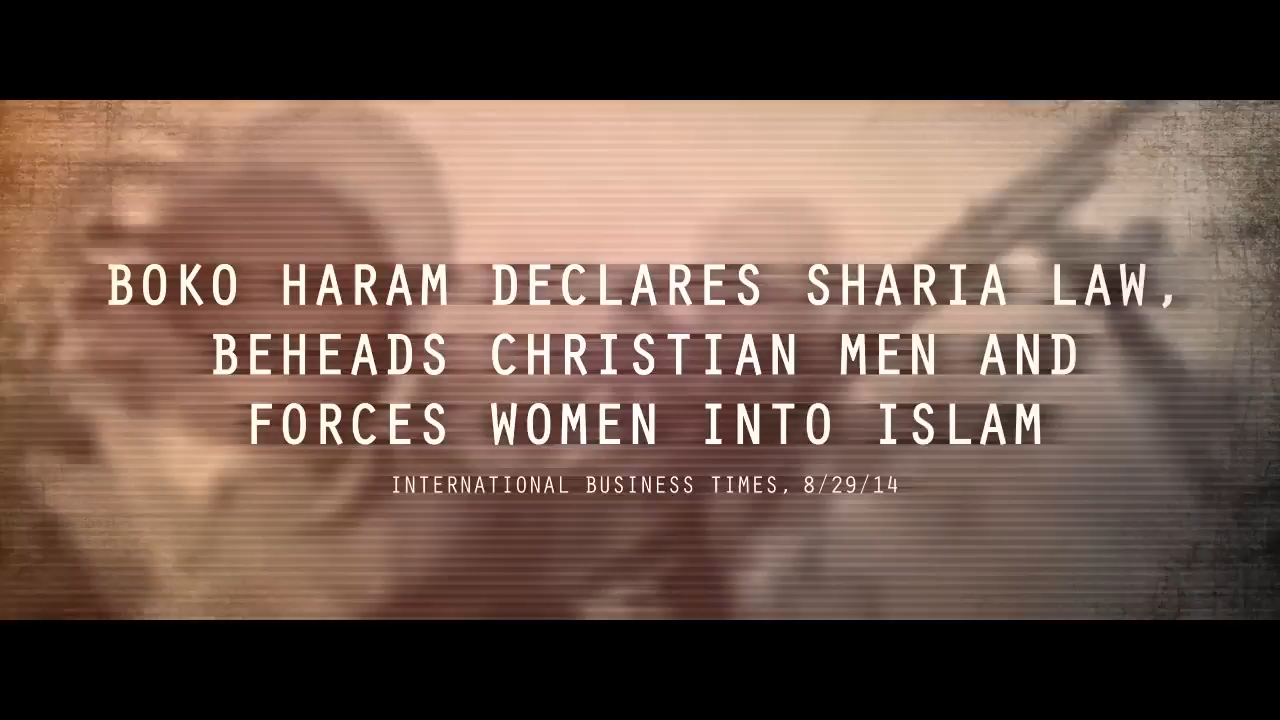 BOKO HARAM DECLARES SHARIA LAW,
BEHEADS CHRISTIAN MEN AND
FORCES WOMEN INTO ISLAM
INTERNATIONAL BUSINESS TIMES, 8/29/14